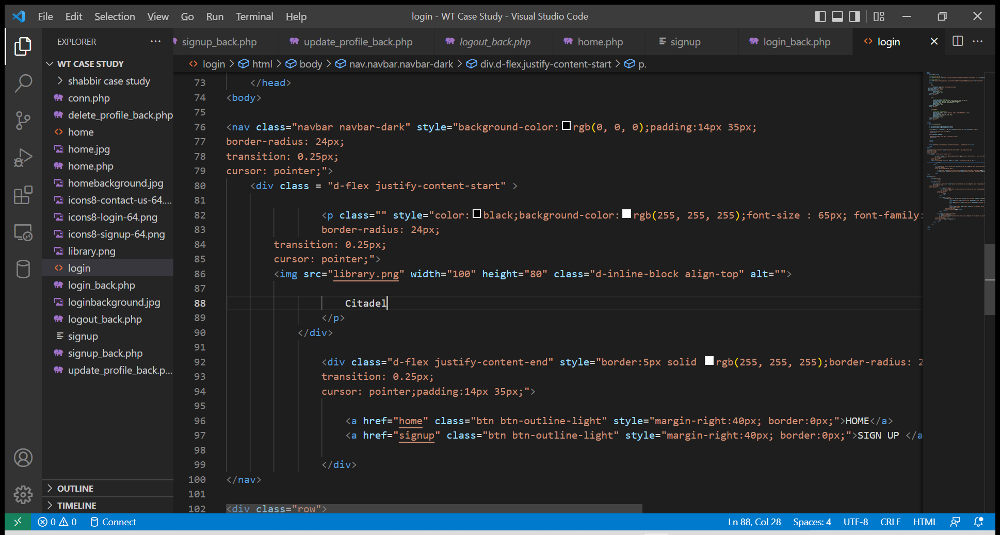 File Edit Selection View Go Run Terminal Help
login - WT Case Study - Visual Studio Code
EXPLORER
signup_back.php
update_profile_back.php
logout_back.php
home.php
signup
login_back.php
login
WT CASE STUDY
shabbir case study
conn.php
delete_profile_back.php
home
home.jpg
home.php
homebackground.jpg
icons8-contact-us-64....
icons8-login-64.png
icons8-signup-64.png
library.png
login
login_back.php
loginbackground.jpg
logout_back.php
signup
signup_back.php
update_profile_back.p...
OUTLINE
TIMELINE
login > html > body > nav.navbar.navbar-dark > div.d-flex.justify-content-start > p.
73 </head>
74 <body>
75
76 <nav class="navbar navbar-dark" style="background-color:rgb(0, 0, 0);padding:14px 35px;
77 border-radius: 24px;
78 transition: 0.25px;
79 cursor: pointer;">
80 <div class = "d-flex justify-content-start" >
81
82 <p class="" style="color:black;background-color:rgb(255, 255, 255);font-size : 65px; font-family:
83 border-radius: 24px;
84 transition: 0.25px;
85 cursor: pointer;">
86 <img src="library.png" width="100" height="80" class="d-inline-block align-top" alt="">
87
88 Citadel
89 </p>
90 </div>
91
92 <div class="d-flex justify-content-end" style="border:5px solid rgb(255, 255, 255);border-radius: 2
93 transition: 0.25px;
94 cursor: pointer;padding:14px 35px;">
95
96 <a href="home" class="btn btn-outline-light" style="margin-right:40px; border:0px;">HOME</a>
97 <a href="signup" class="btn btn-outline-light" style="margin-right:40px; border:0px;">SIGN UP </a
98
99 </div>
100 </nav>
101
102 <div class="row">
0 0 Connect
Ln 88, Col 28 Spaces: 4 UTF-8 CRLF HTML